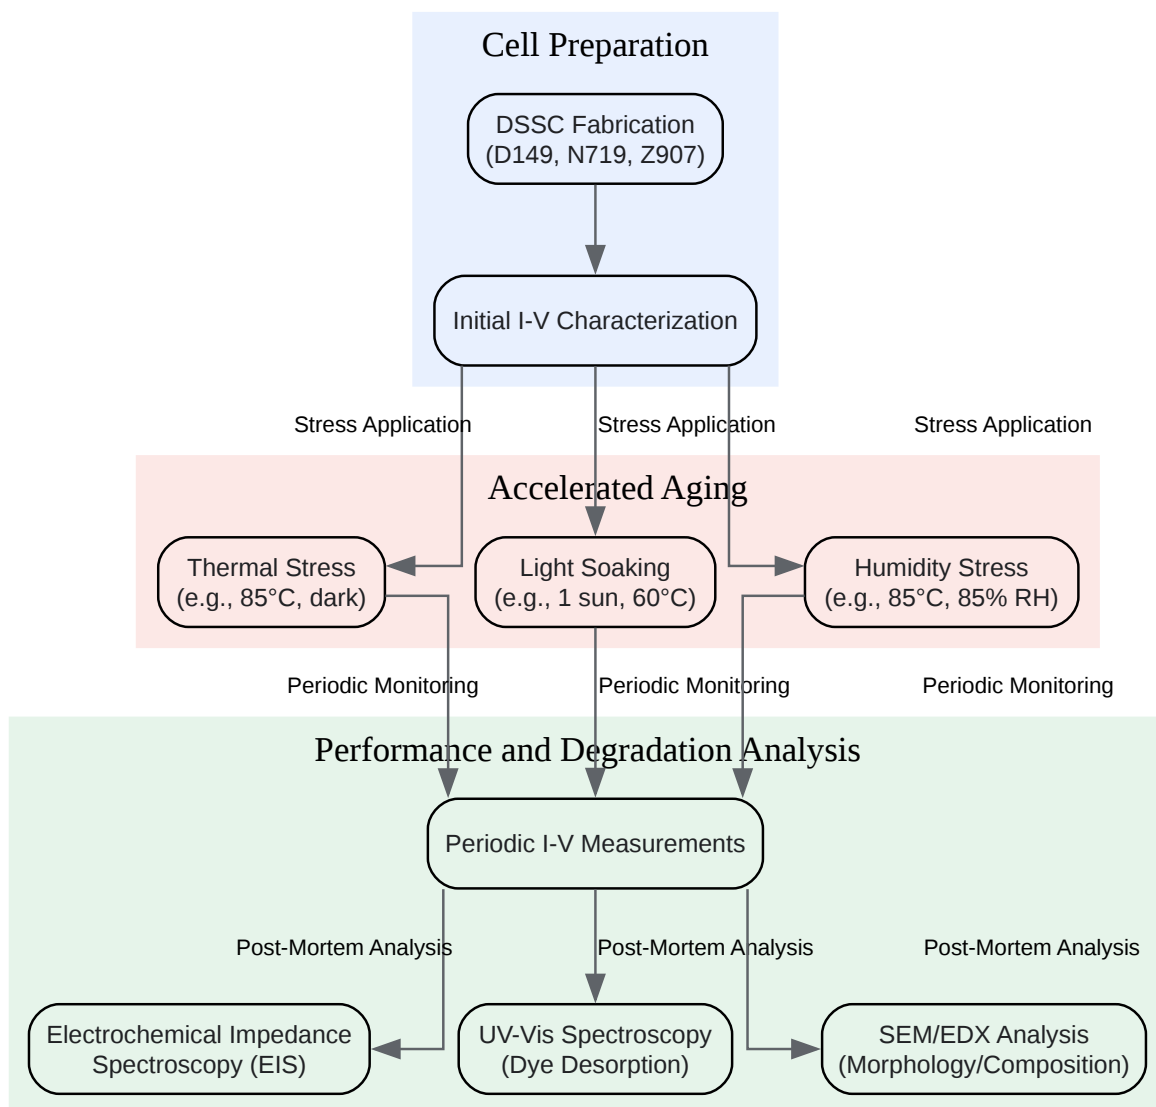 Cell Preparation
DSSC Fabrication
(D149, N719, Z907)
Initial I-V Characterization
Stress Application
Stress Application
Stress Application
Accelerated Aging
Thermal Stress
(e.g., 85°C, dark)
Light Soaking
(e.g., 1 sun, 60°C)
Humidity Stress
(e.g., 85°C, 85% RH)
Periodic Monitoring
Periodic Monitoring
Periodic Monitoring
Performance and Degradation Analysis
Periodic I-V Measurements
Post-Mortem Analysis
Post-Mortem Analysis
Post-Mortem Analysis
Electrochemical Impedance
Spectroscopy (EIS)
UV-Vis Spectroscopy
(Dye Desorption)
SEM/EDX Analysis
(Morphology/Composition)